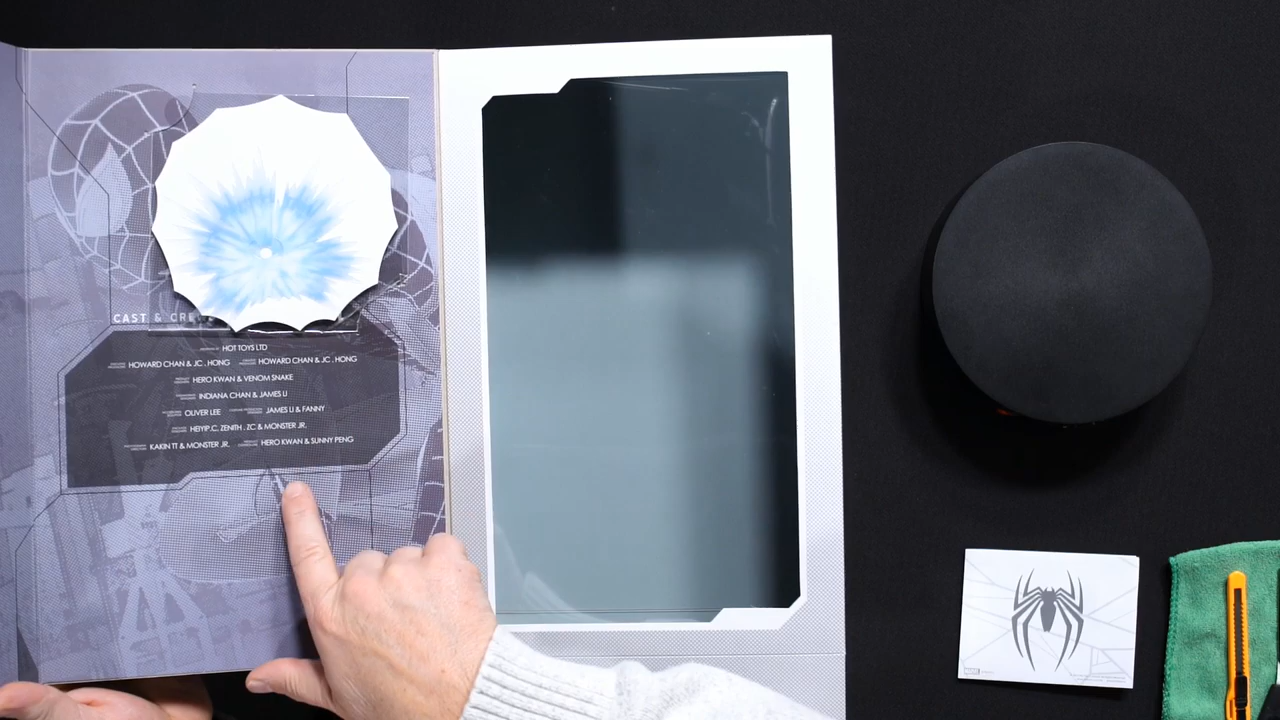 CAST & CREW
HOT TOYS LTD
HOWARD CHAN & JC . HONG HOWARD CHAN & JC . HONG
HERO KWAN & VENOM SNAKE
INDIANA CHAN & JAMES LI
OLIVER LEE JAMES LI & FANNY
HEIYIP.C. ZENITH . ZC & MONSTER JR.
KAKIN TT & MONSTER JR. HERO KWAN & SUNNY PENG
MARVEL